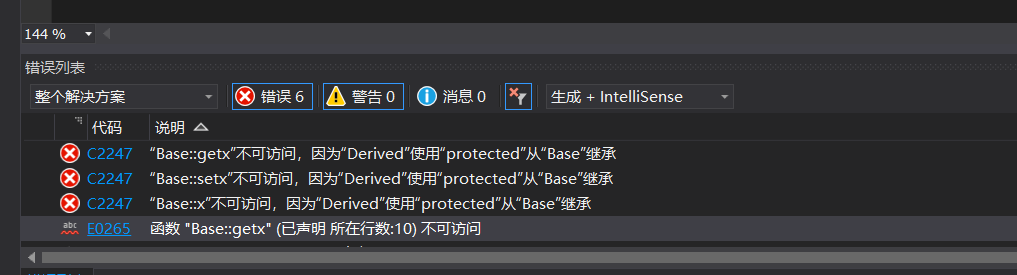 144 %
错误列表
整个解决方案 错误 6 警告 0 消息 0 生成 + IntelliSense
代码 说明
C2247 “Base::getx”不可访问，因为“Derived”使用“protected”从“Base”继承
C2247 “Base::setx”不可访问，因为“Derived”使用“protected”从“Base”继承
C2247 “Base::x”不可访问，因为“Derived”使用“protected”从“Base”继承
abc E0265 函数 "Base::getx" (已声明 所在行数:10) 不可访问